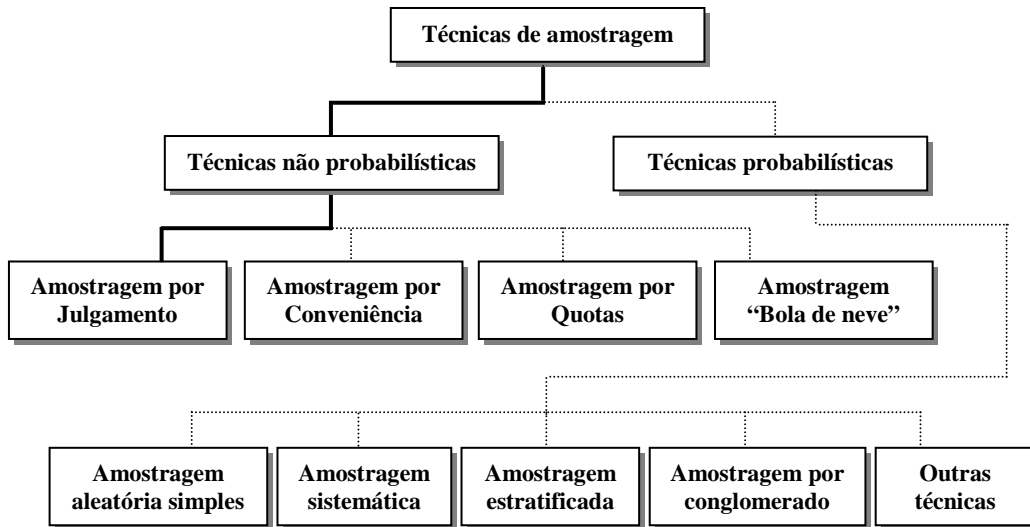 Técnicas de amostragem
Técnicas não probabilísticas
Técnicas probabilísticas
Amostragem por
Julgamento
Amostragem por
Conveniência
Amostragem por
Quotas
Amostragem
“Bola de neve”
Amostragem
aleatória simples
Amostragem
sistemática
Amostragem
estratificada
Amostragem por
conglomerado
Outras
técnicas